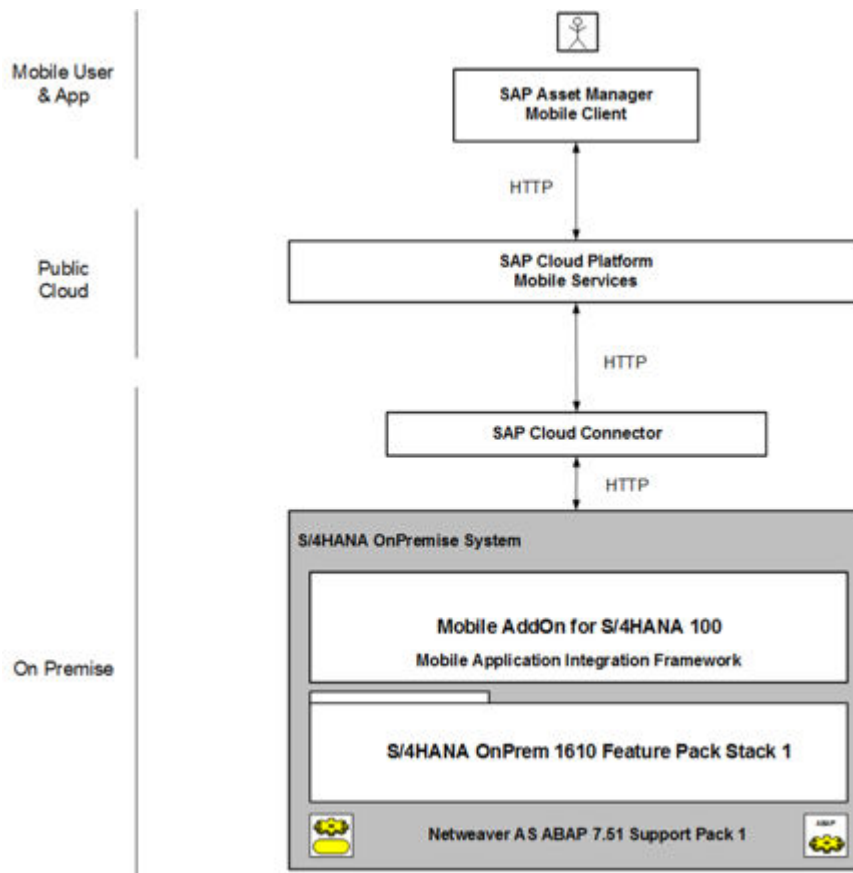 Mobile User
& App
SAP Asset Manager
Mobile Client
HTTP
Public
Cloud
SAP Cloud Platform
Mobile Services
HTTP
SAP Cloud Connector
HTTP
On Premise
S/4HANA OnPremise System
Mobile AddOn for S/4HANA 100
Mobile Application Integration Framework
S/4HANA OnPrem 1610 Feature Pack Stack 1
Netweaver AS ABAP 7.51 Support Pack 1
ABAP